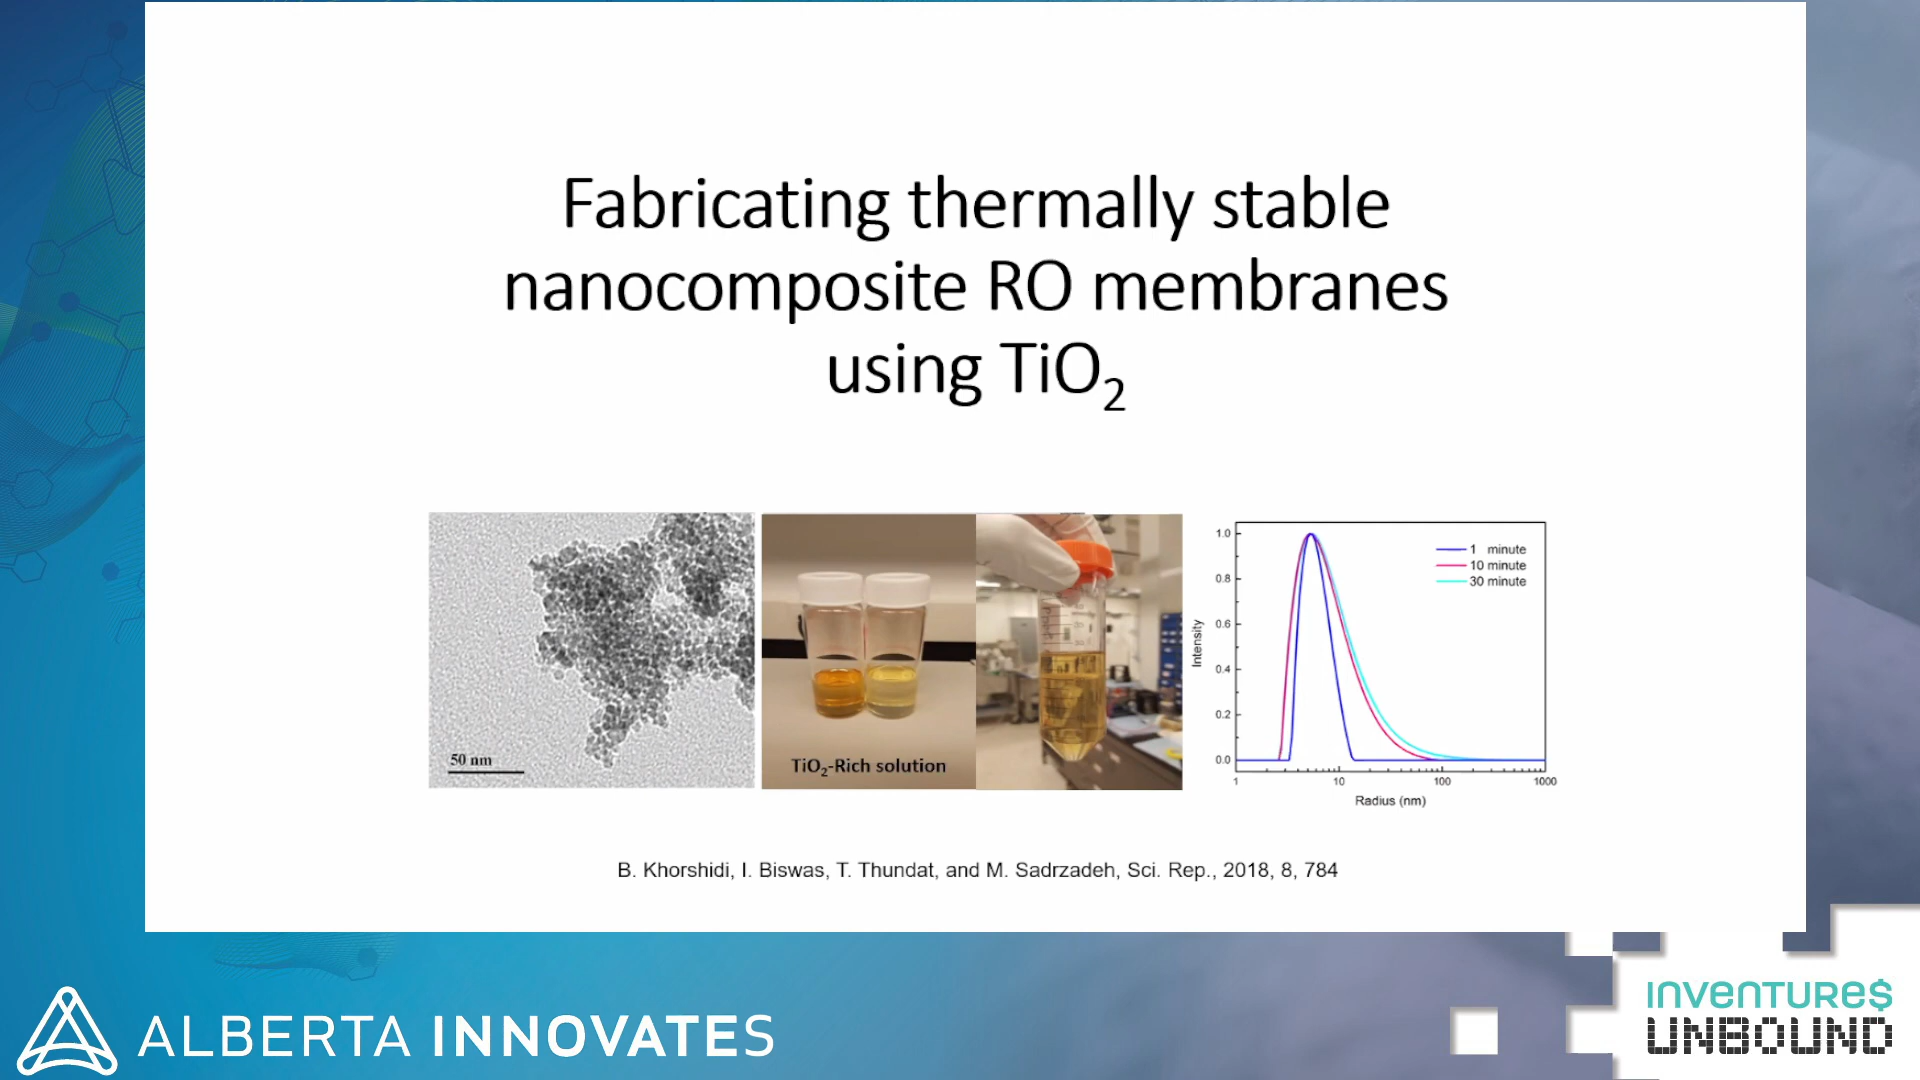 Fabricating thermally stable
nanocomposite RO membranes
using TiO₂
50 nm
TiO₂-Rich solution
1.0
0.8
0.6
0.4
0.2
0.0
Intensity
1 minute
10 minute
30 minute
1 10 100 1000
Radius (nm)
B. Khorshidi, I. Biswas, T. Thundat, and M. Sadrzadeh, Sci. Rep., 2018, 8, 784
ALBERTA INNOVATES
INVENTURE$
UNBOUND